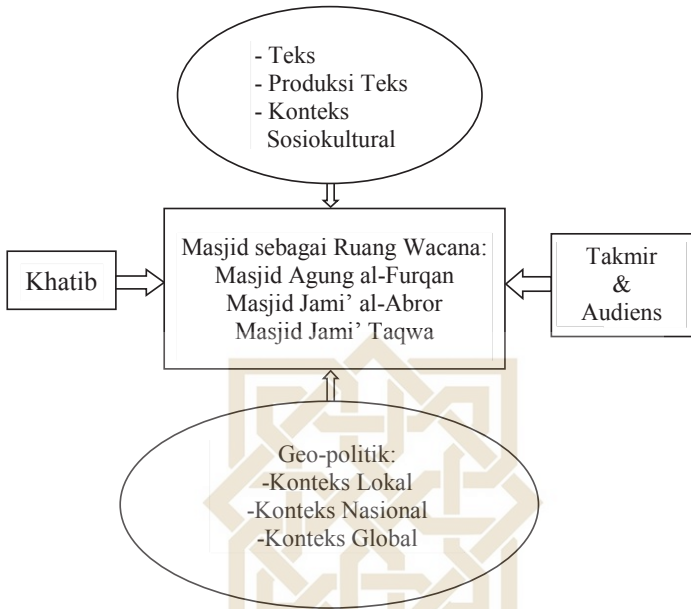 - Teks
- Produksi Teks
- Konteks
Sosiokultural
Khatib
Masjid sebagai Ruang Wacana:
Masjid Agung al-Furqan
Masjid Jami’ al-Abror
Masjid Jami’ Taqwa
Takmir
&
Audiens
Geo-politik:
-Konteks Lokal
-Konteks Nasional
-Konteks Global